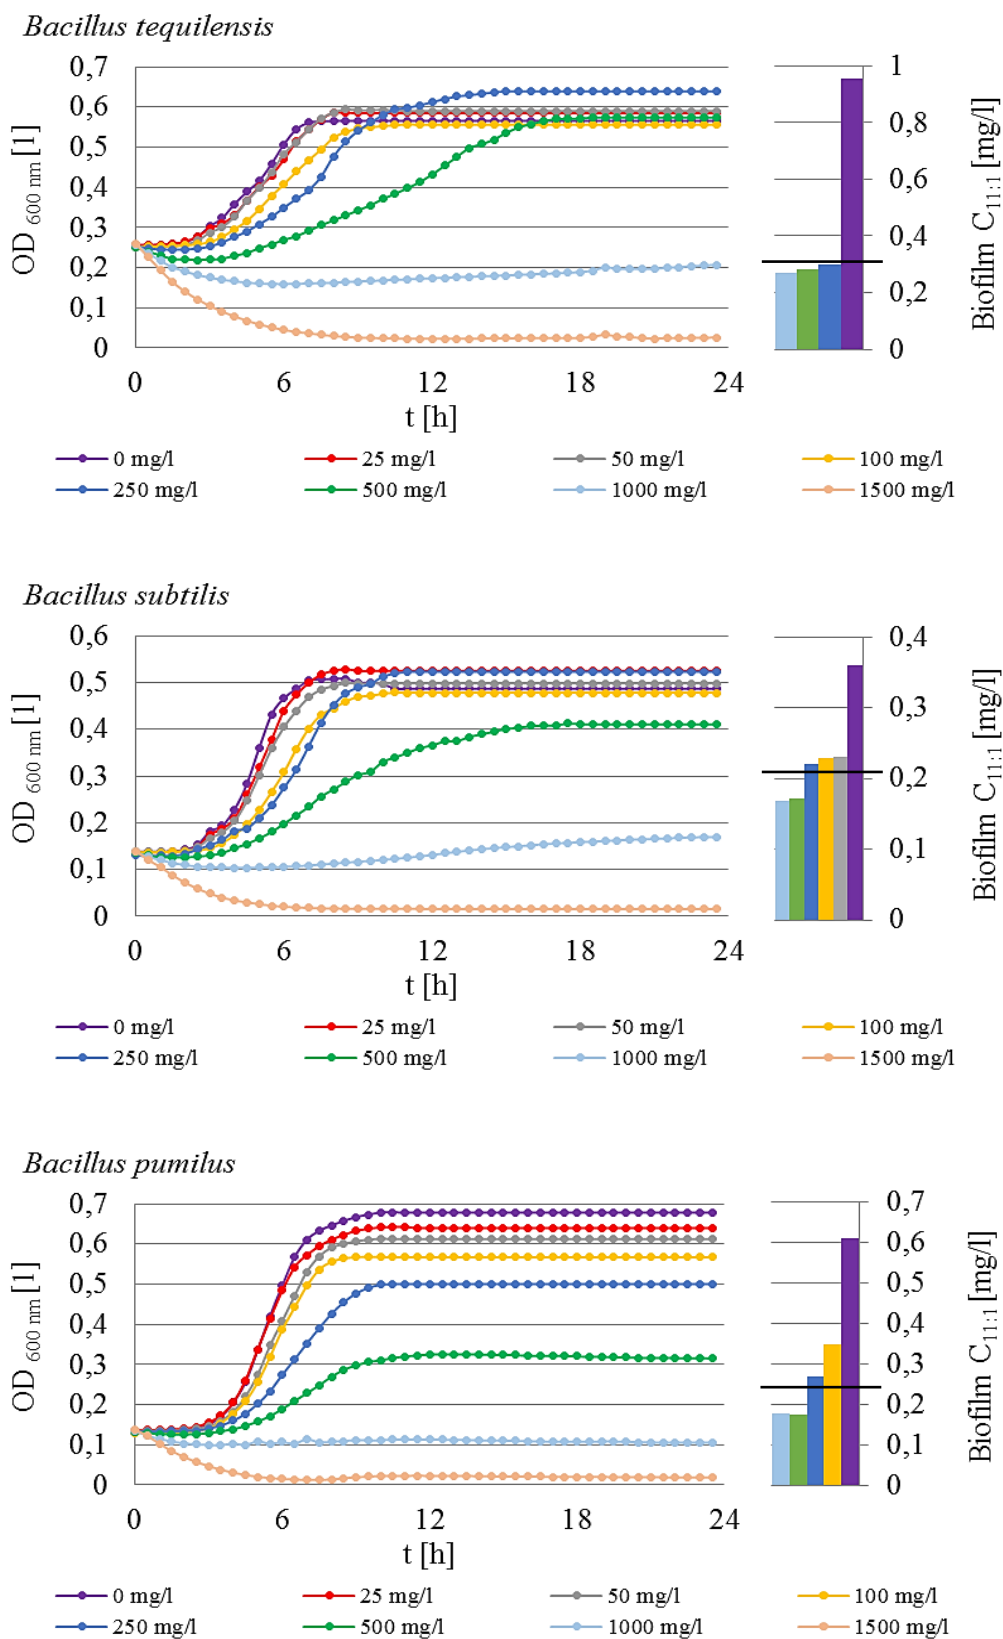 Bacillus tequilensis
0,7
0,6
0,5
0,4
0,3
0,2
0,1
0
OD 600 nm [1]
0 6 12 18 24
t [h]
1
0,8
0,6
0,4
0,2
0
Biofilm C11:1 [mg/l]
0 mg/l 25 mg/l 50 mg/l 100 mg/l
250 mg/l 500 mg/l 1000 mg/l 1500 mg/l
Bacillus subtilis
0,6
0,5
0,4
0,3
0,2
0,1
0
OD 600 nm [1]
0 6 12 18 24
t [h]
0,4
0,3
0,2
0,1
0
Biofilm C11:1 [mg/l]
0 mg/l 25 mg/l 50 mg/l 100 mg/l
250 mg/l 500 mg/l 1000 mg/l 1500 mg/l
Bacillus pumilus
0,7
0,6
0,5
0,4
0,3
0,2
0,1
0
OD 600 nm [1]
0 6 12 18 24
t [h]
0,7
0,6
0,5
0,4
0,3
0,2
0,1
0
Biofilm C11:1 [mg/l]
0 mg/l 25 mg/l 50 mg/l 100 mg/l
250 mg/l 500 mg/l 1000 mg/l 1500 mg/l